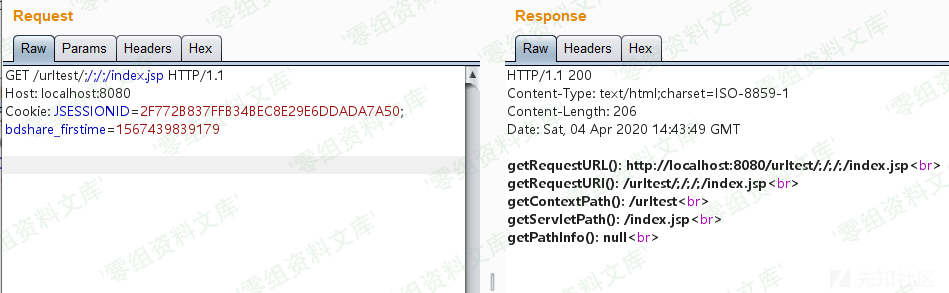 Request
Raw Params Headers Hex
GET /urltest/;/;/;/index.jsp HTTP/1.1
Host: localhost:8080
Cookie: JSESSIONID=2F772B837FFB34BEC8E29E6DDADA7A50;
bdshare_firstime=1567439839179
Response
Raw Headers Hex
HTTP/1.1 200
Content-Type: text/html;charset=ISO-8859-1
Content-Length: 206
Date: Sat, 04 Apr 2020 14:43:49 GMT
getRequestURL(): http://localhost:8080/urltest/;/;/;/index.jsp<br>
getRequestURI(): /urltest/;/;/;/index.jsp<br>
getContextPath(): /urltest<br>
getServletPath(): /index.jsp<br>
getPathInfo(): null<br>
'零组资料文库'
先知社区